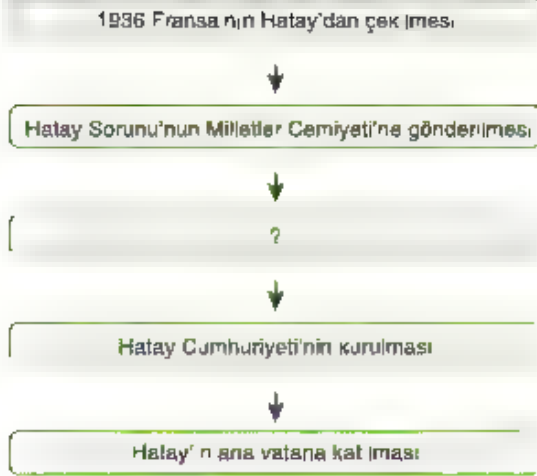 1936 Fransa'nın Hatay'dan çekilmesi
Hatay Sorunu'nun Milletler Cemiyeti'ne gönderilmesi
?
Hatay Cumhuriyeti'nin kurulması
Hatay'ın ana vatana katılması